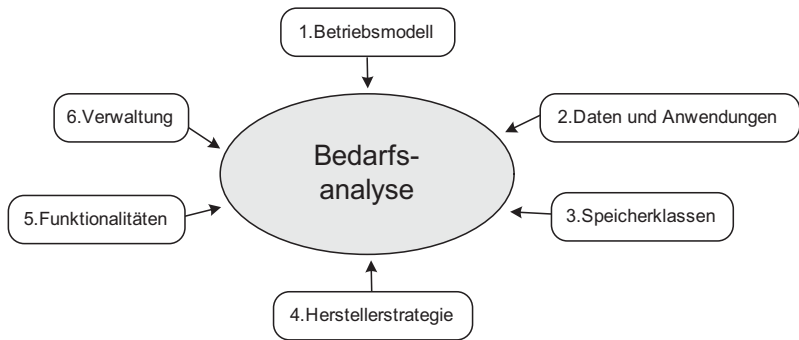 1.Betriebsmodell
6.Verwaltung
2.Daten und Anwendungen
Bedarfs-
analyse
5.Funktionalitäten
3.Speicherklassen
4.Herstellerstrategie